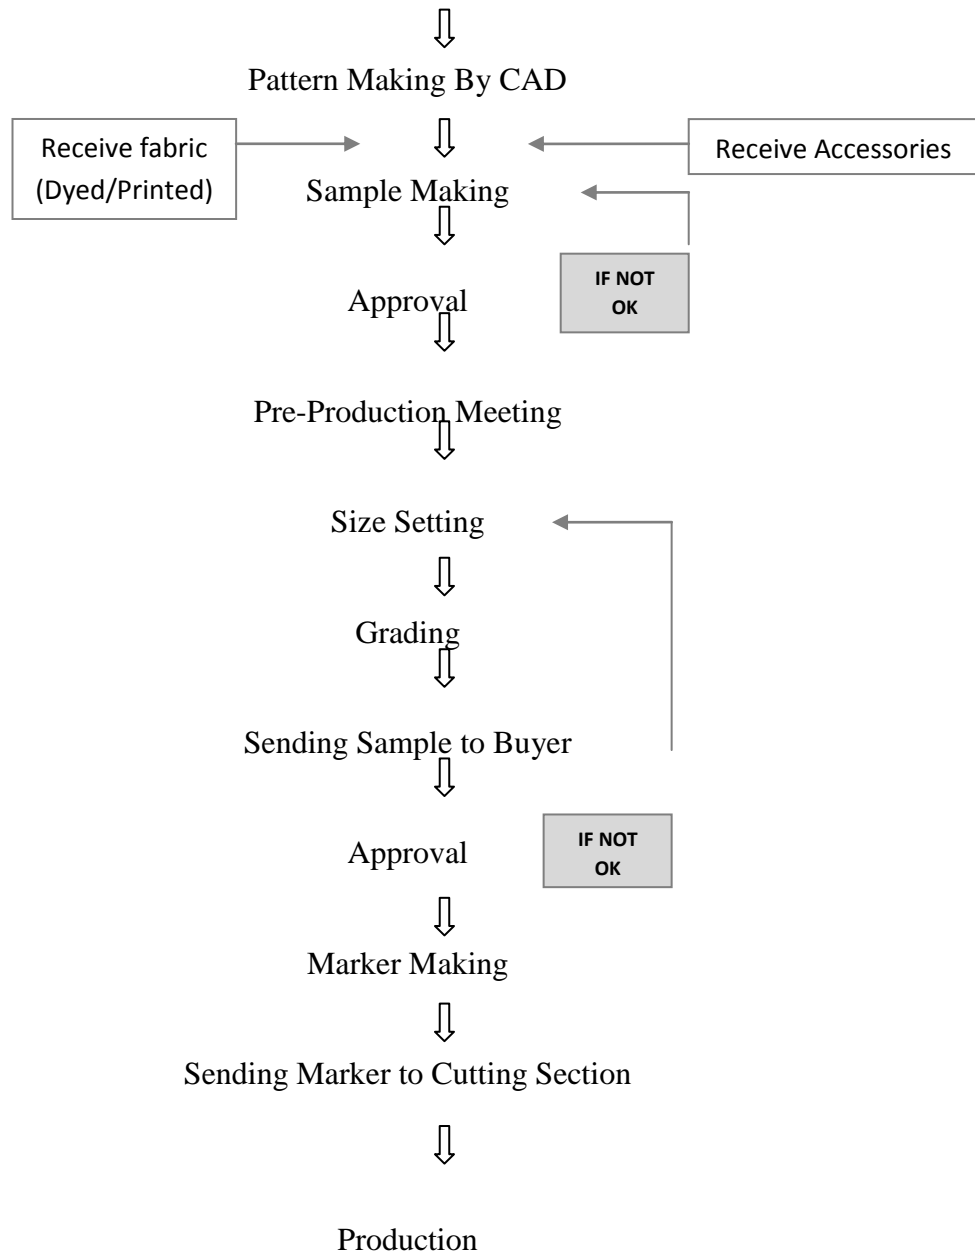 Pattern Making By CAD
Receive fabric
(Dyed/Printed)
Receive Accessories
Sample Making
IF NOT
OK
Approval
Pre-Production Meeting
Size Setting
Grading
Sending Sample to Buyer
Approval
IF NOT
OK
Marker Making
Sending Marker to Cutting Section
Production